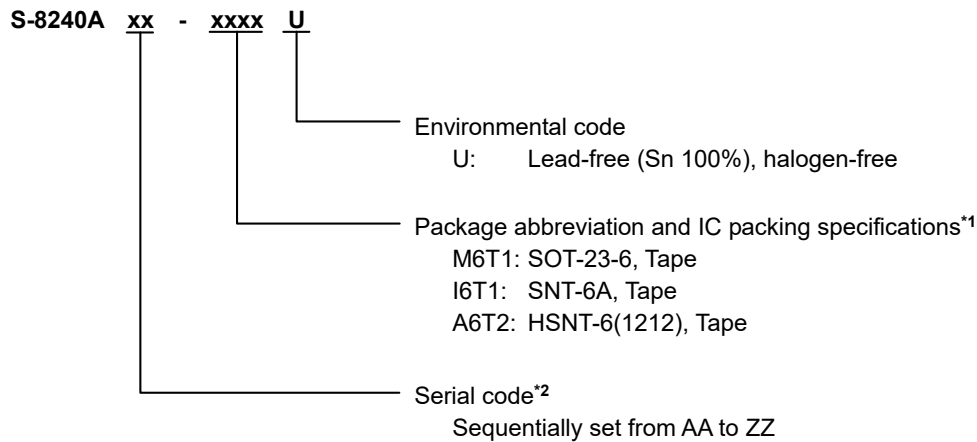 S-8240A xx - xxxx U
Environmental code
U: Lead-free (Sn 100%), halogen-free
Package abbreviation and IC packing specifications*1
M6T1: SOT-23-6, Tape
I6T1: SNT-6A, Tape
A6T2: HSNT-6(1212), Tape
Serial code*2
Sequentially set from AA to ZZ